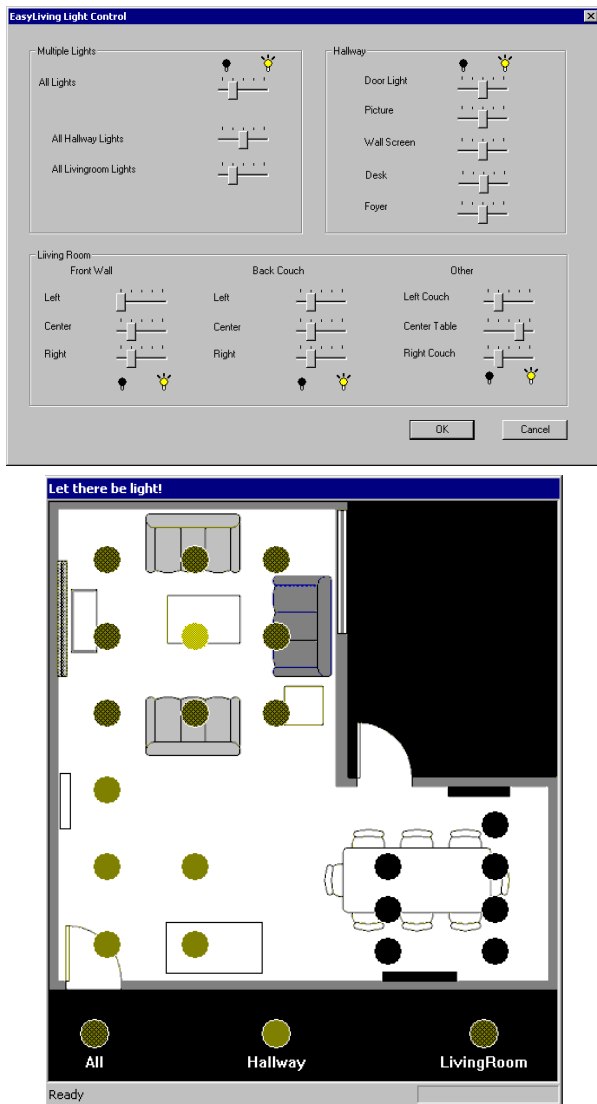 EasyLiving Light Control
Multiple Lights
All Lights
All Hallway Lights
All Livingroom Lights
Hallway
Door Light
Picture
Wall Screen
Desk
Foyer
Living Room
Front Wall Back Couch Other
Left Left Left Couch
Center Center Center Table
Right Right Right Couch
OK Cancel
Let there be light!
All Hallway LivingRoom
Ready